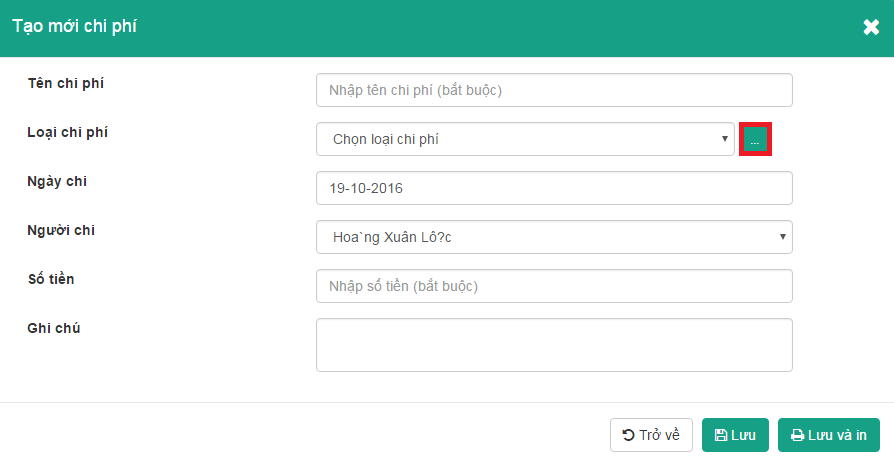 Tạo mới chi phí
Tên chi phí
Nhập tên chi phí (bắt buộc)
Loại chi phí
Chọn loại chi phí
...
Ngày chi
19-10-2016
Người chi
Hoa`ng Xuân Lô?c
Số tiền
Nhập số tiền (bắt buộc)
Ghi chú
Trở về
Lưu
Lưu và in